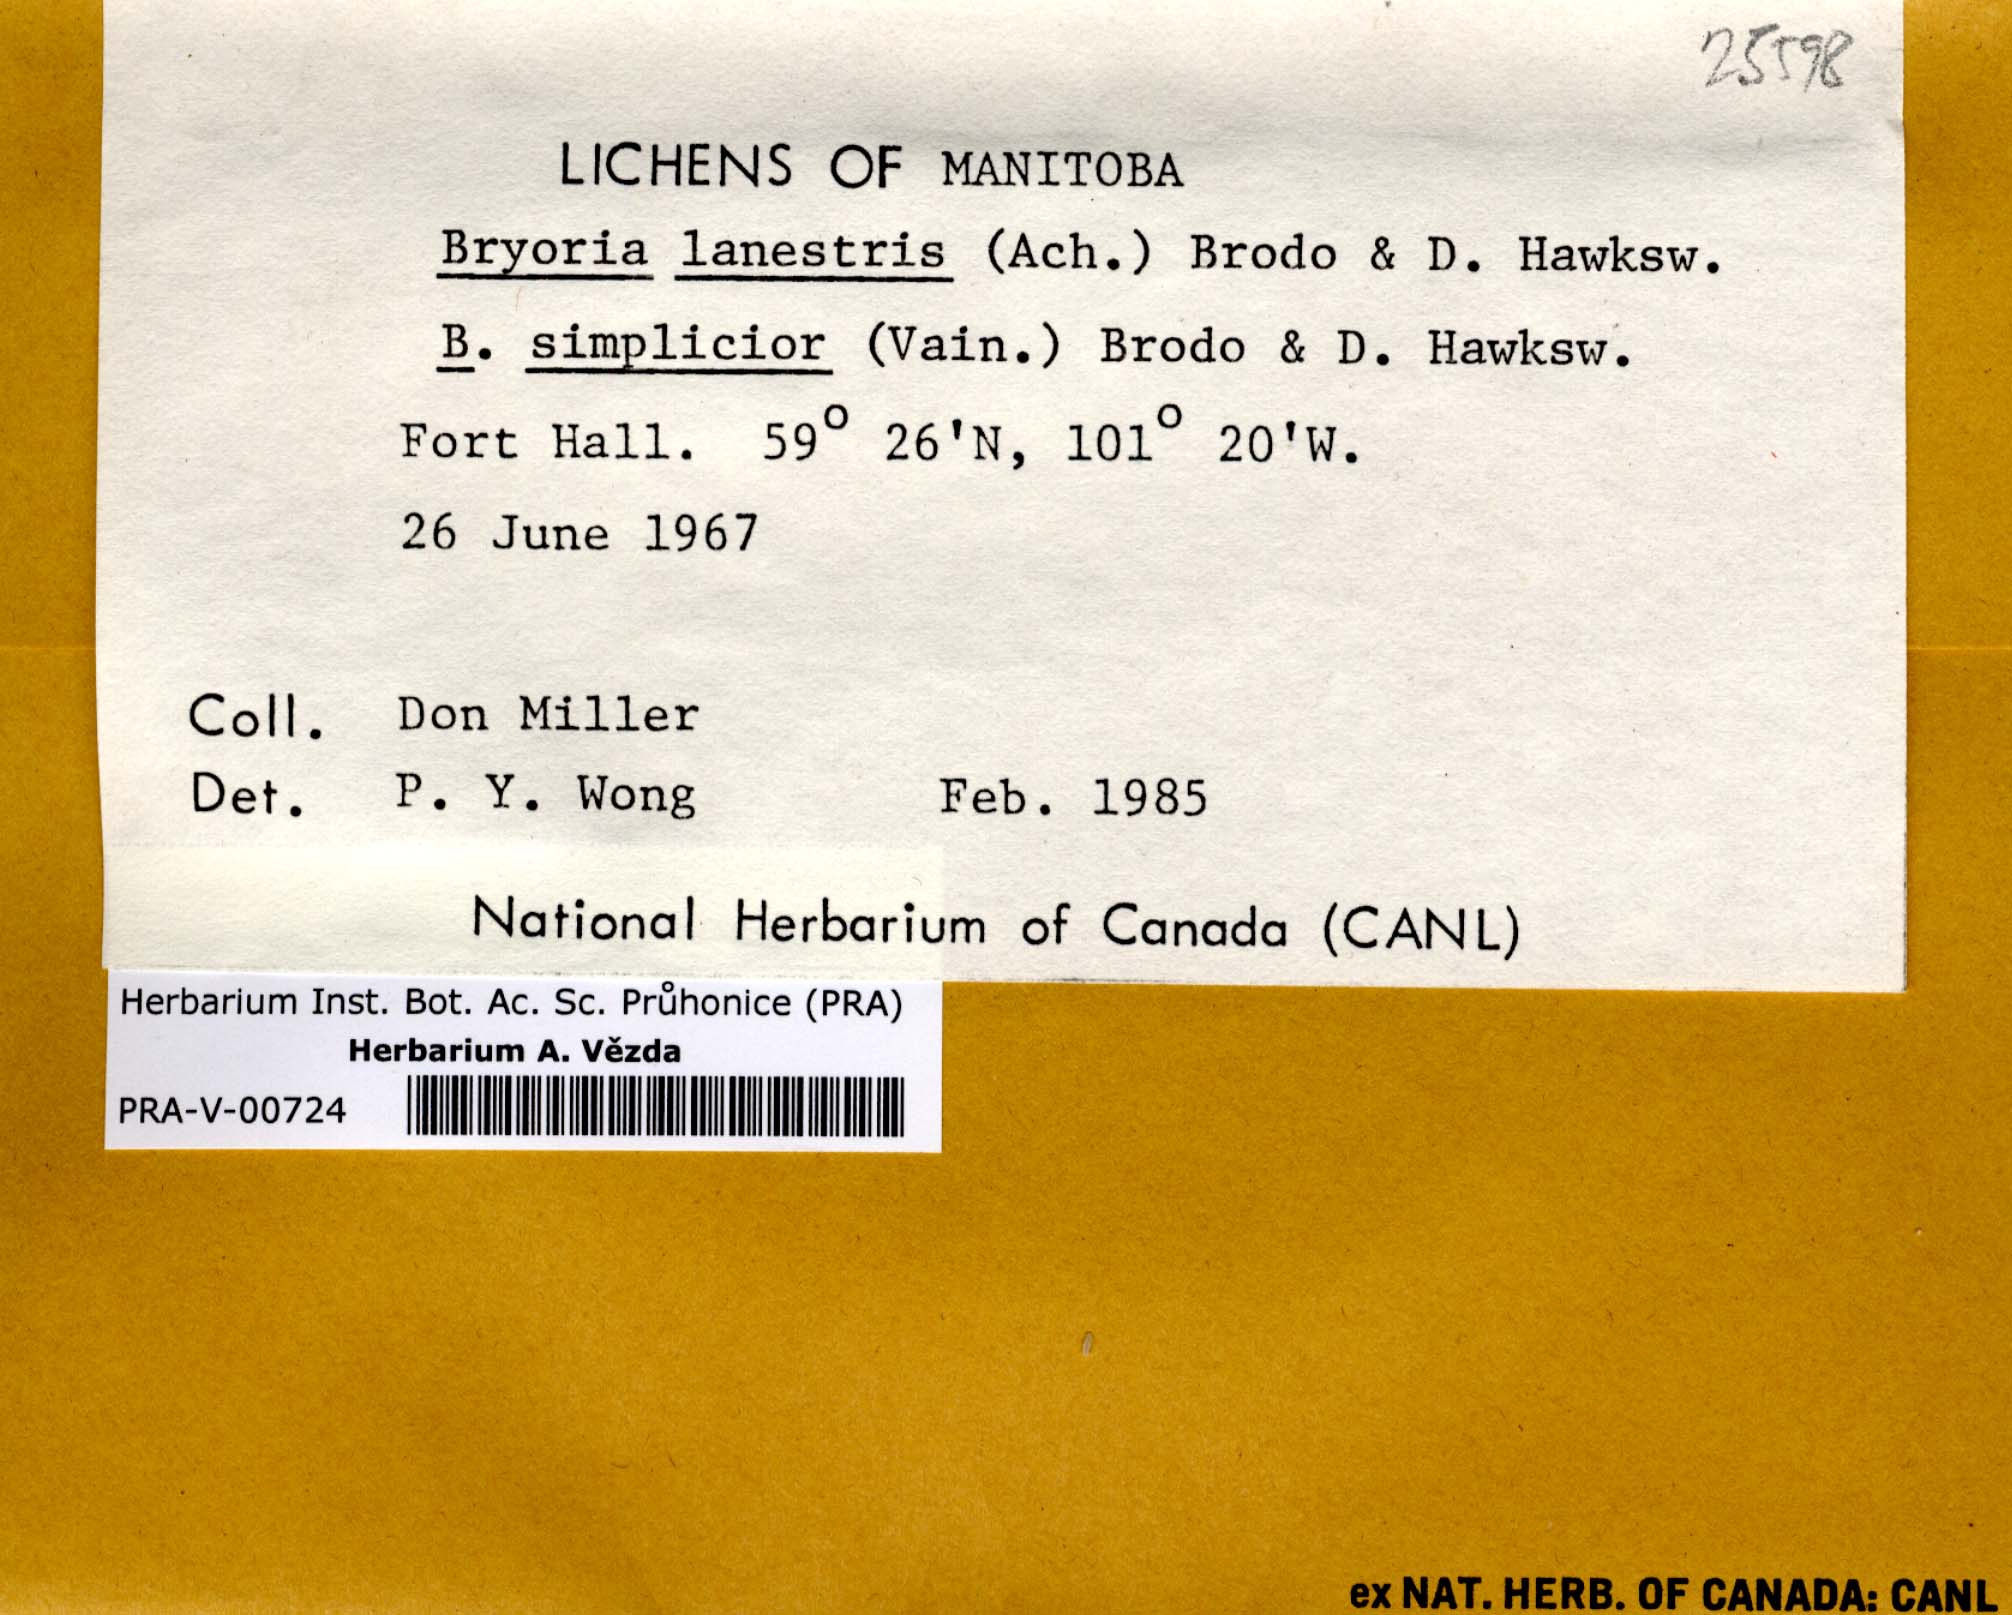 25598
LICHENS OF MANITOBA
Bryoria lanestris (Ach.) Brodo & D. Hawksw.
B. simplicior (Vain.) Brodo & D. Hawksw.
Fort Hall. 59° 26'N, 101° 20'W.
26 June 1967
Coll. Don Miller
Det. P. Y. Wong Feb. 1985
National Herbarium of Canada (CANL)
Herbarium Inst. Bot. Ac. Sc. Průhonice (PRA)
Herbarium A. Vězda
PRA-V-00724
ex NAT. HERB. OF CANADA: CANL